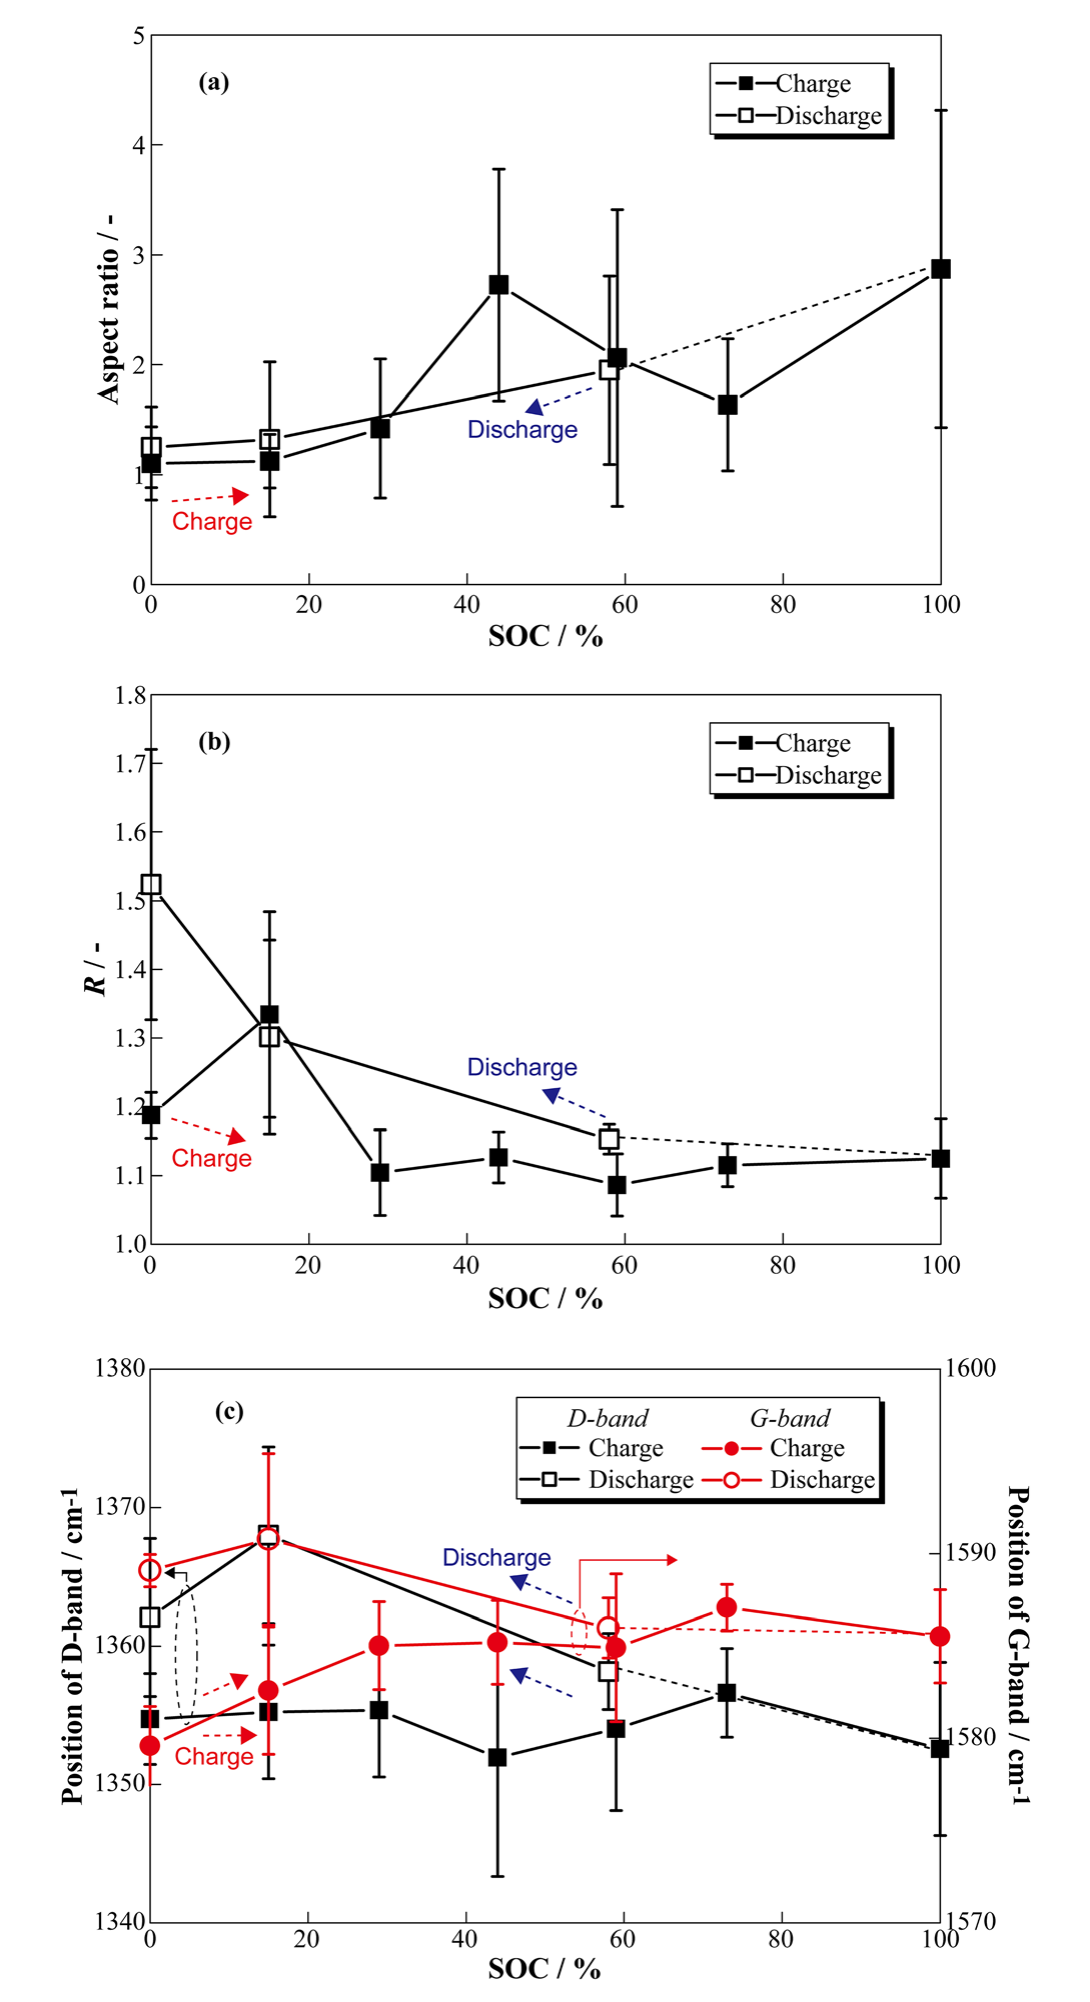 5
(a)
Charge
Discharge
4
3
2
1
0
Aspect ratio / -
Discharge
Charge
0 20 40 60 80 100
SOC / %
1.8
(b)
Charge
Discharge
1.7
1.6
1.5
1.4
1.3
1.2
1.1
1.0
R / -
Discharge
Charge
0 20 40 60 80 100
SOC / %
1380 1600
(c)
D-band G-band
Charge Charge
Discharge Discharge
1370
1590
1360
1580
1350
1340 1570
Position of D-band / cm-1
Position of G-band / cm-1
Discharge
Charge
0 20 40 60 80 100
SOC / %